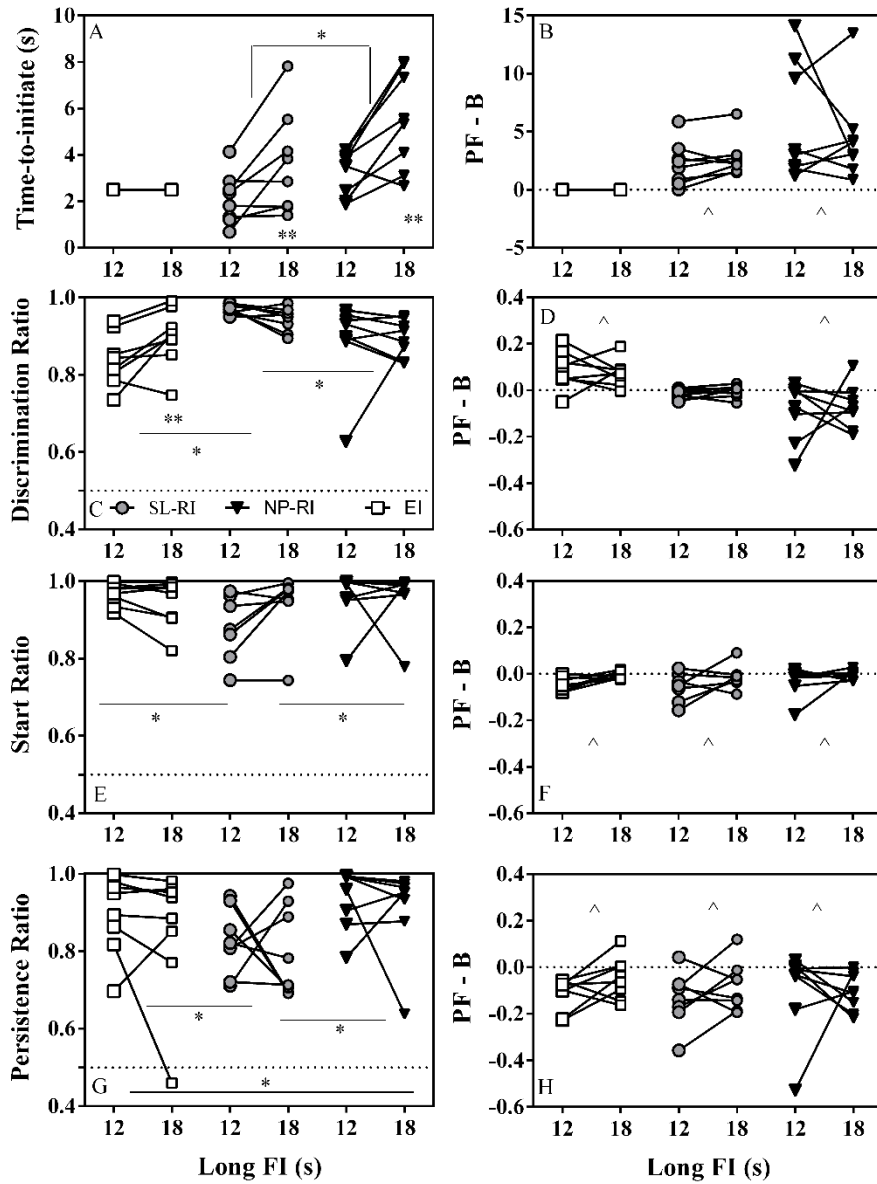 A
Time-to-initiate (s)
8
6
4
2
0
*
**
**
12 18 12 18 12 18
B
PF - B
15
10
5
0
-5
^ ^
12 18 12 18 12 18
Discrimination Ratio
1.0
0.8
0.6
0.4
**
*
*
C SL-RI NP-RI EI
12 18 12 18 12 18
D
PF - B
0.4
0.2
0.0
-0.2
-0.4
-0.6
^ ^
12 18 12 18 12 18
Start Ratio
1.0
0.8
0.6
0.4
* *
E
12 18 12 18 12 18
PF - B
0.4
0.2
0.0
-0.2
-0.4
-0.6
^ ^ ^
F
12 18 12 18 12 18
Persistence Ratio
1.0
0.8
0.6
0.4
* *
*
G
12 18 12 18 12 18
Long FI (s)
PF - B
0.4
0.2
0.0
-0.2
-0.4
-0.6
^ ^ ^
H
12 18 12 18 12 18
Long FI (s)